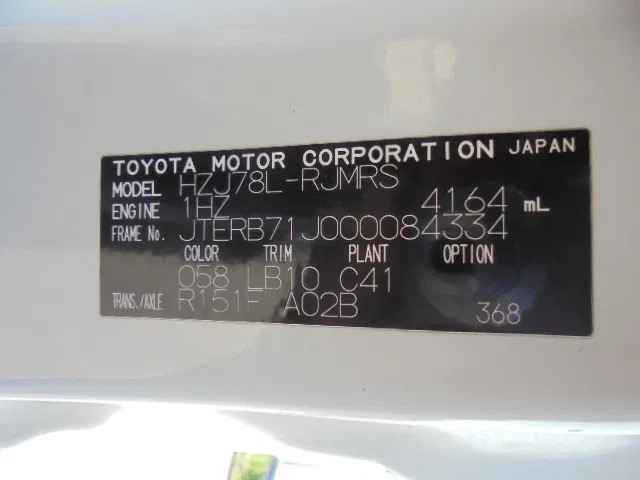 TOYOTA MOTOR CORPORATION JAPAN
MODEL HZJ78L-RJMRS
ENGINE 1HZ 4164 mL
FRAME No. JTERB71J000084334
COLOR TRIM PLANT OPTION
058 LB10 C41
TRANS./AXLE R151F A02B
368